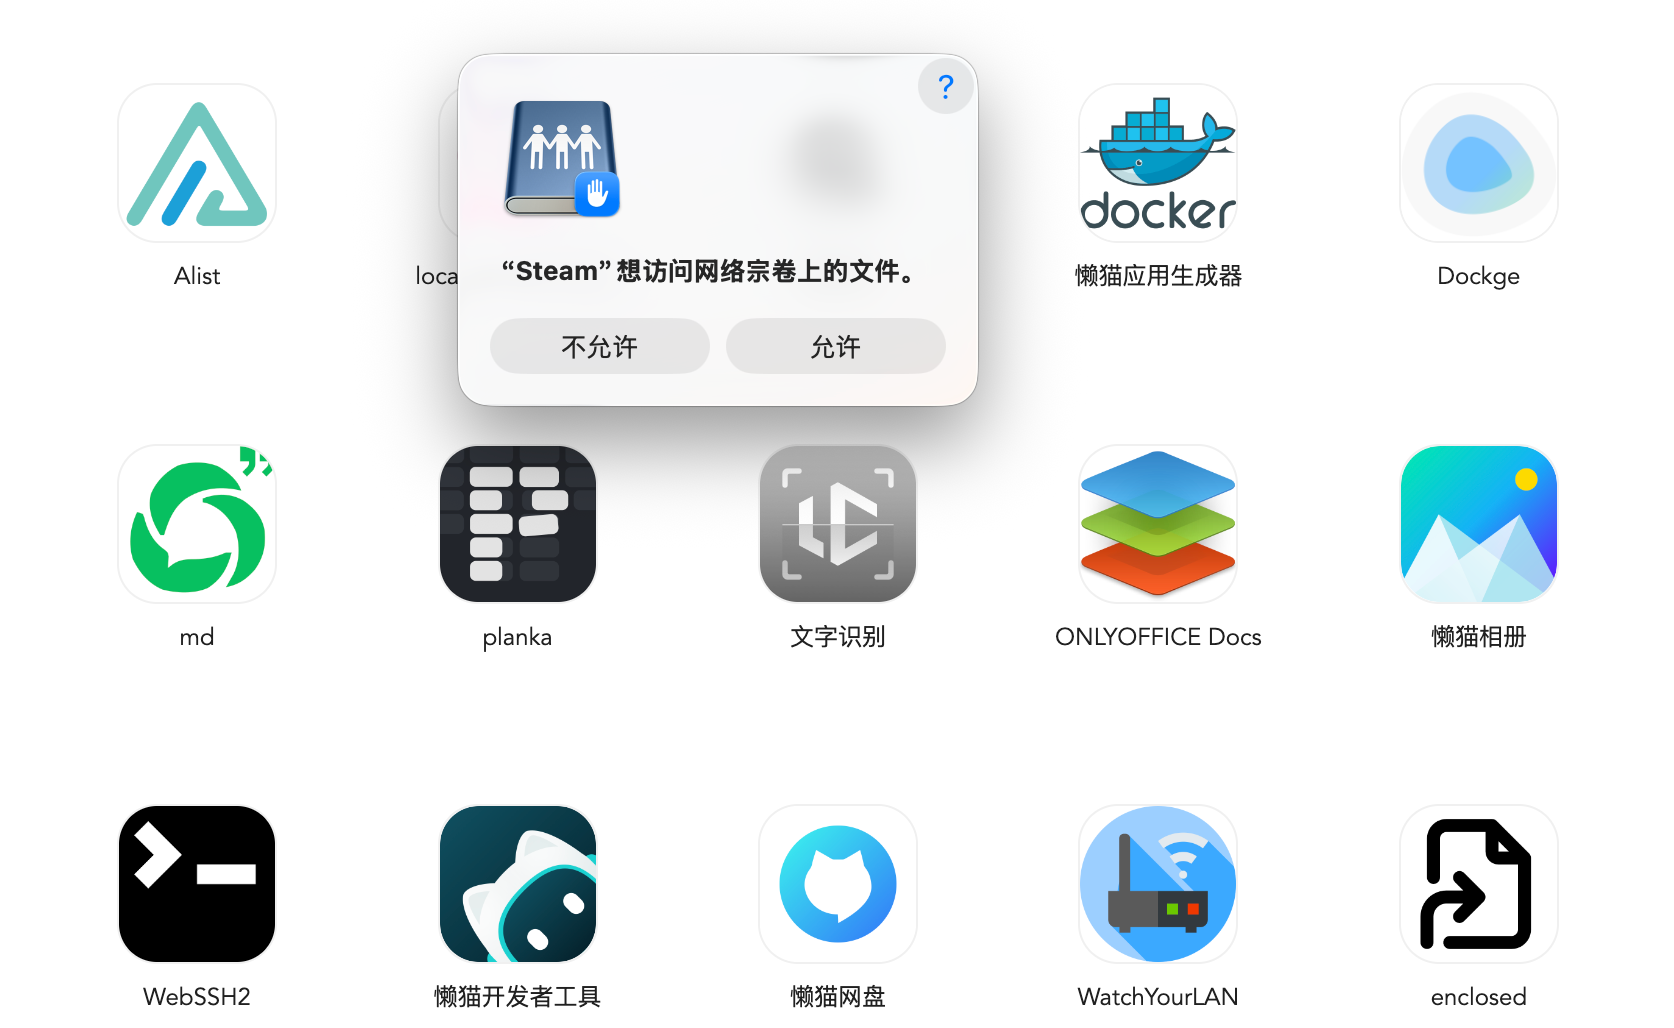 ?
“Steam”想访问网络宗卷上的文件。
不允许
允许
docker
Alist
loca
懒猫应用生成器
Dockge
md
planka
文字识别
ONLYOFFICE Docs
懒猫相册
WebSSH2
懒猫开发者工具
懒猫网盘
WatchYourLAN
enclosed